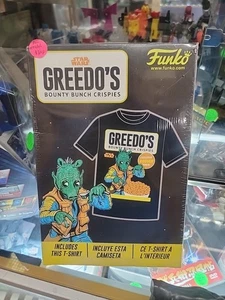 STAR WARS
GREEDO'S
BOUNTY BUNCH CRISPIES
Funko
www.funko.com
GREEDO'S
BOUNTY BUNCH CRISPIES
INCLUDES
THIS T-SHIRT
INCLUYE ESTA
CAMISETA
CE T-SHIRT A
L'INTÉRIEUR